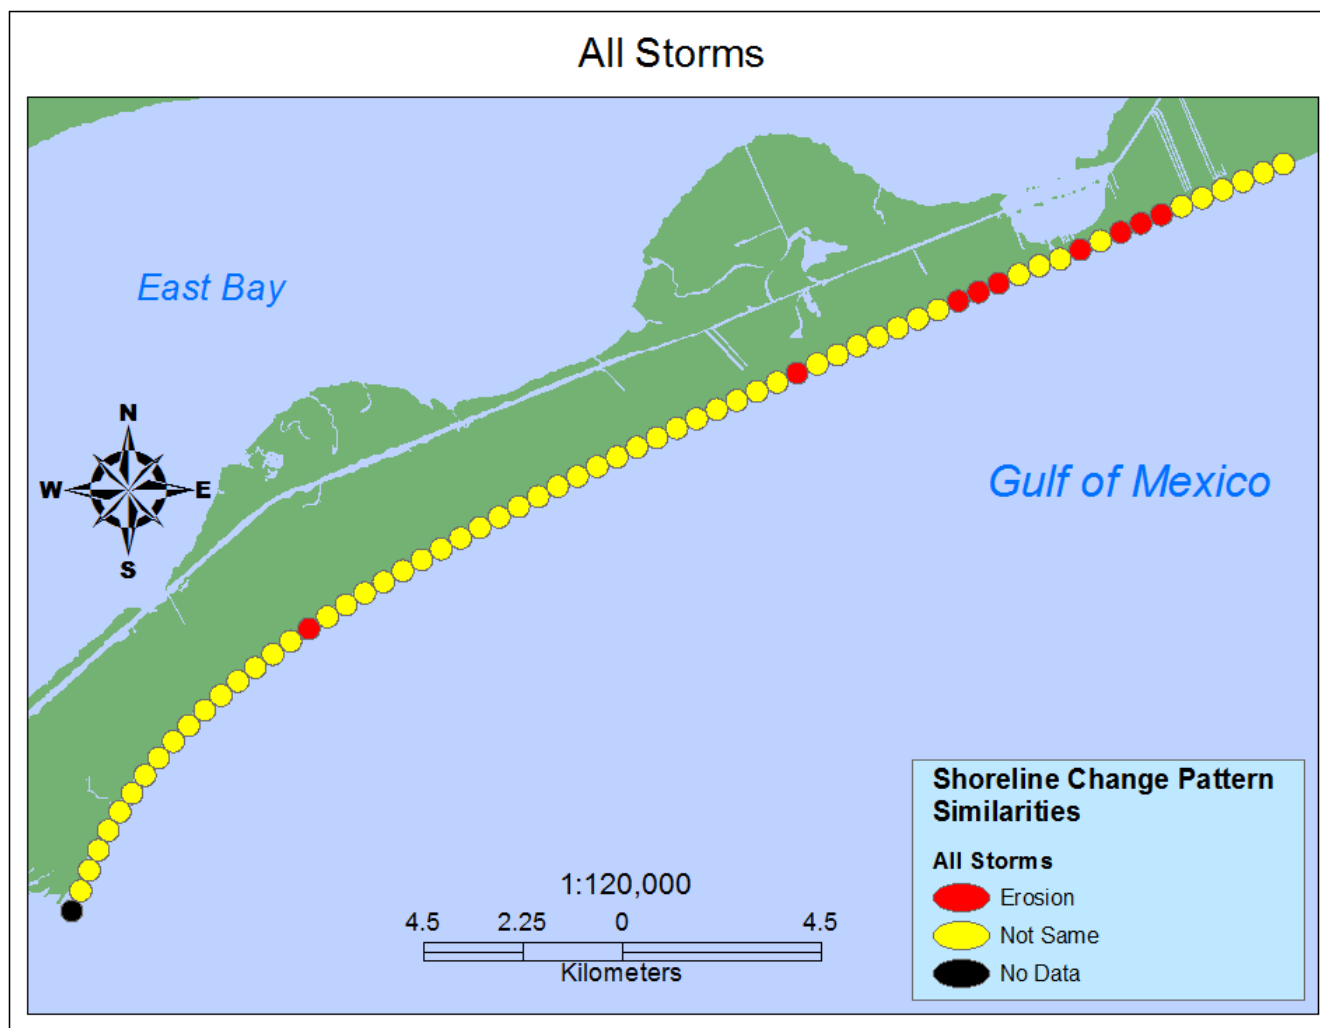 All Storms
East Bay
N
W E
S
Gulf of Mexico
1:120,000
4.5 2.25 0 4.5
Kilometers
Shoreline Change Pattern
Similarities
All Storms
Erosion
Not Same
No Data